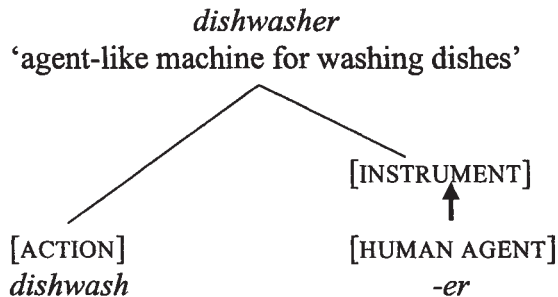 dishwasher
‘agent-like machine for washing dishes’
[INSTRUMENT]
[ACTION] [HUMAN AGENT]
dishwash -er